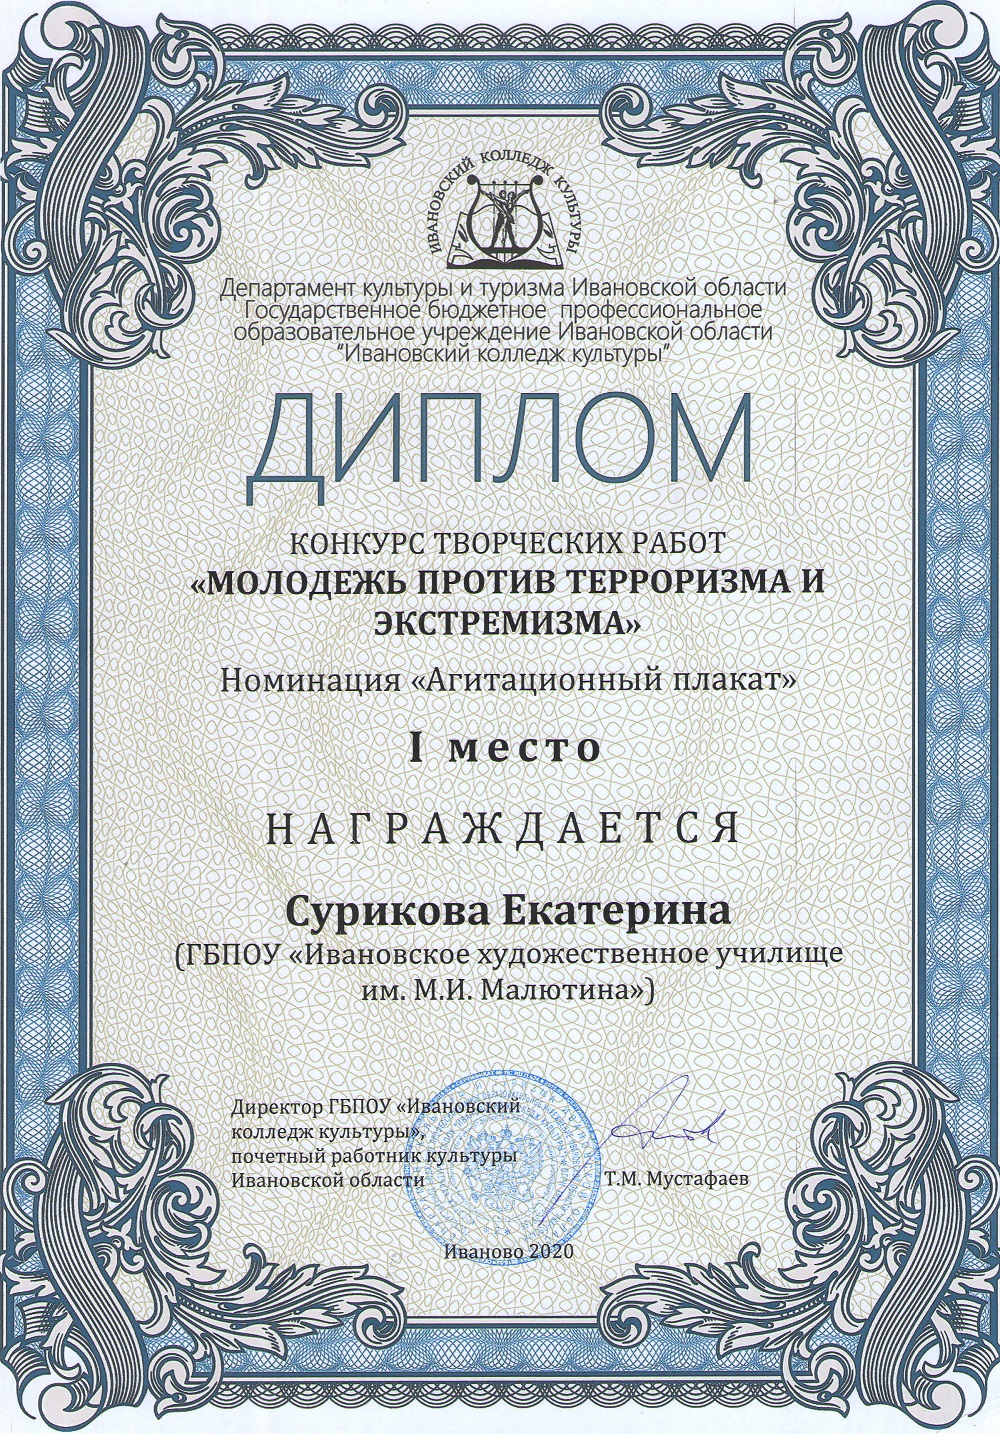 ИВАНОВСКИЙ КОЛЛЕДЖ КУЛЬТУРЫ
Департамент культуры и туризма Ивановской области
Государственное бюджетное профессиональное
образовательное учреждение Ивановской области
"Ивановский колледж культуры"
ДИПЛОМ
КОНКУРС ТВОРЧЕСКИХ РАБОТ
«МОЛОДЕЖЬ ПРОТИВ ТЕРРОРИЗМА И
ЭКСТРЕМИЗМА»
Номинация «Агитационный плакат»
I место
НАГРАЖДАЕТСЯ
Сурикова Екатерина
(ГБПОУ «Ивановское художественное училище
им. М.И. Малютина»)
Директор ГБПОУ «Ивановский
колледж культуры»,
почетный работник культуры
Ивановской области
Т.М. Мустафаев
Иваново 2020